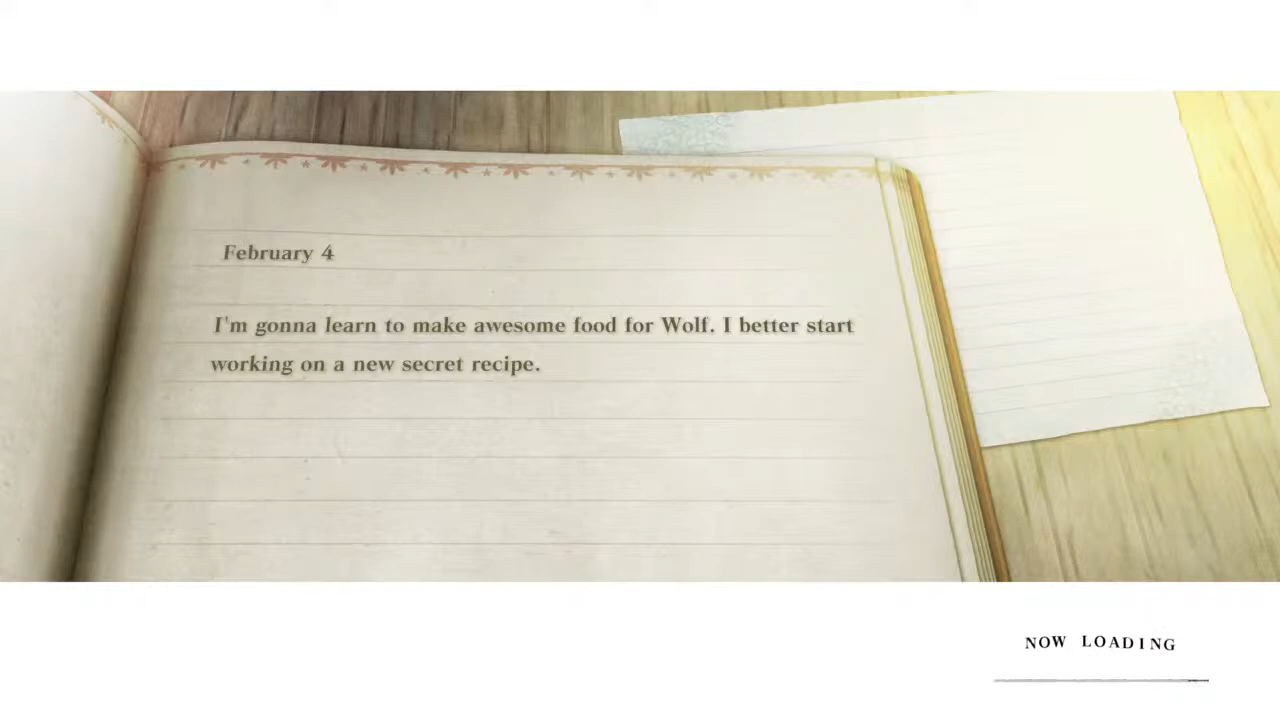 February 4
I'm gonna learn to make awesome food for Wolf. I better start
working on a new secret recipe.
NOW LOADING